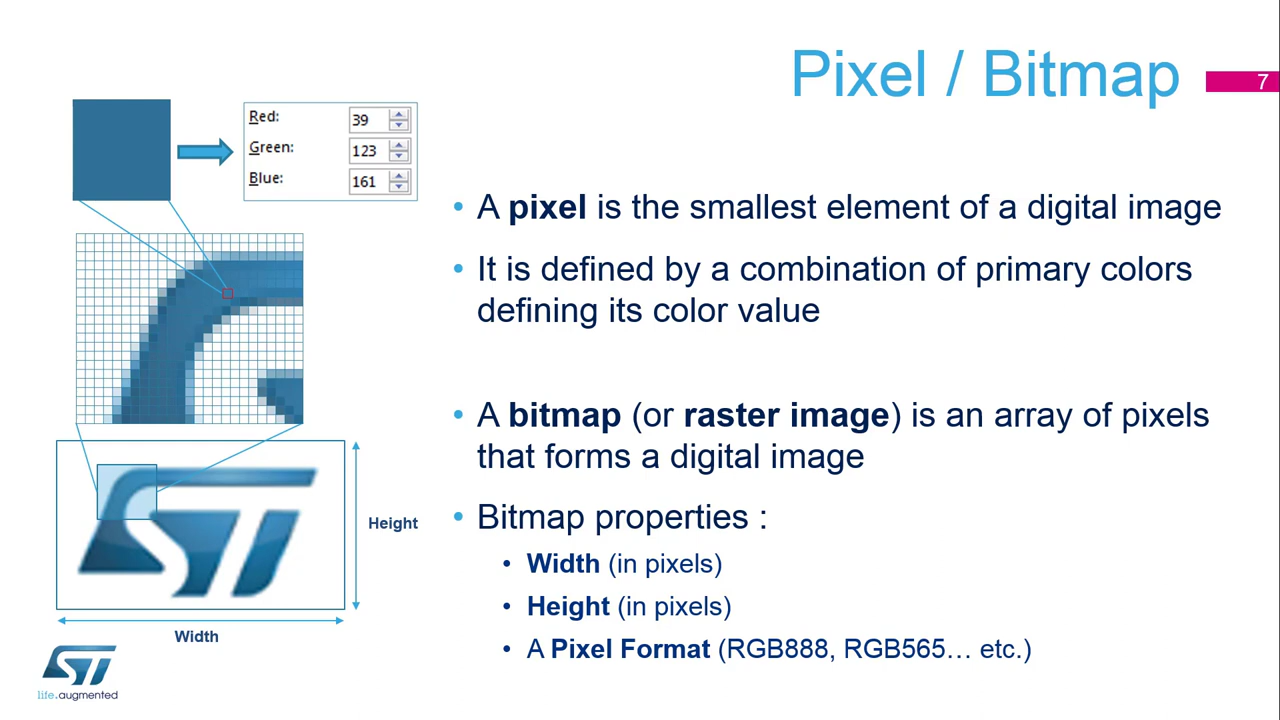 Pixel / Bitmap
7
Red: 39
Green: 123
Blue: 161
• A pixel is the smallest element of a digital image
• It is defined by a combination of primary colors
defining its color value
• A bitmap (or raster image) is an array of pixels
that forms a digital image
• Bitmap properties :
• Width (in pixels)
• Height (in pixels)
• A Pixel Format (RGB888, RGB565… etc.)
ST
Height
Width
ST
life.augmented